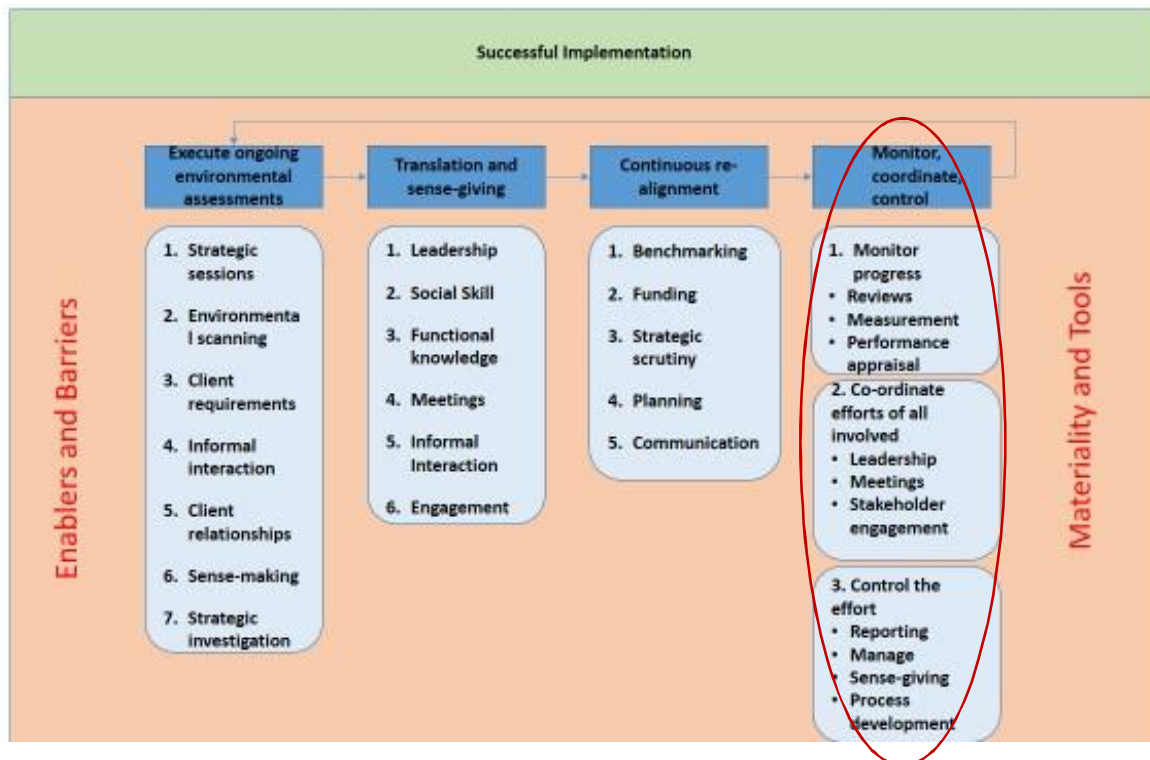 Successful Implementation
Execute ongoing
environmental
assessments
Translation and
sense-giving
Continuous re-
alignment
Monitor,
coordinate,
control
Enablers and Barriers
1. Strategic
sessions
2. Environmenta
l scanning
3. Client
requirements
4. Informal
interaction
5. Client
relationships
6. Sense-making
7. Strategic
investigation
1. Leadership
2. Social Skill
3. Functional
knowledge
4. Meetings
5. Informal
Interaction
6. Engagement
1. Benchmarking
2. Funding
3. Strategic
scrutiny
4. Planning
5. Communication
1. Monitor
progress
• Reviews
• Measurement
• Performance
appraisal
2. Co-ordinate
efforts of all
involved
• Leadership
• Meetings
• Stakeholder
engagement
3. Control the
effort
• Reporting
• Manage
• Sense-giving
• Process
development
Materiality and Tools